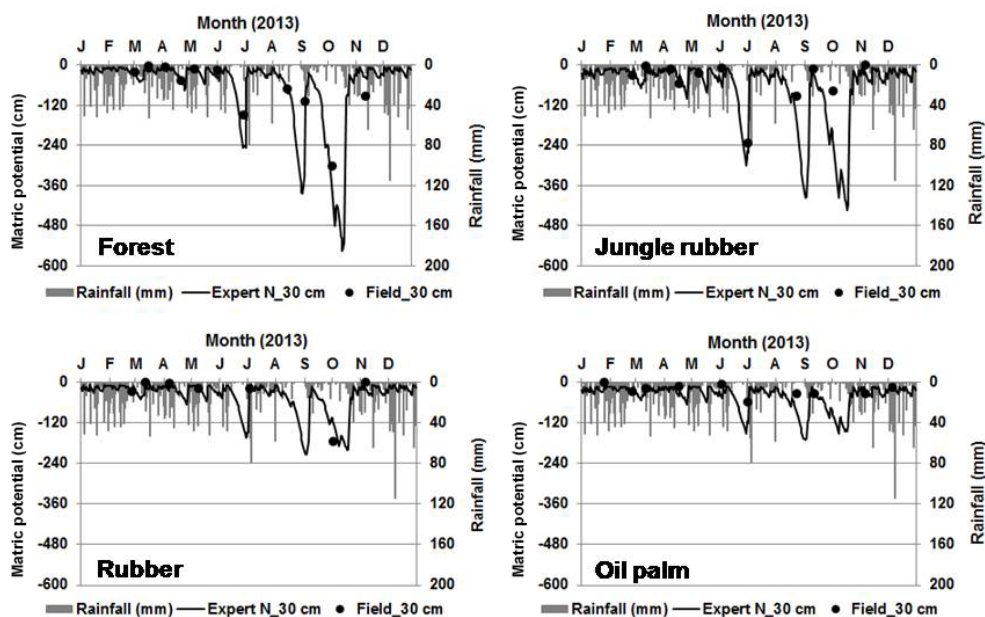 Month (2013)
J F M A M J J A S O N D
Matric potential (cm)
0
-120
-240
-360
-480
-600
0
40
80
120
160
200
Rainfall (mm)
Forest
Rainfall (mm) Expert N_30 cm Field_30 cm
Month (2013)
J F M A M J J A S O N D
Matric potential (cm)
0
-120
-240
-360
-480
-600
0
40
80
120
160
200
Rainfall (mm)
Jungle rubber
Rainfall (mm) Expert N_30 cm Field_30 cm
Month (2013)
J F M A M J J A S O N D
Matric potential (cm)
0
-120
-240
-360
-480
-600
0
40
80
120
160
200
Rainfall (mm)
Rubber
Rainfall (mm) Expert N_30 cm Field_30 cm
Month (2013)
J F M A M J J A S O N D
Matric potential (cm)
0
-120
-240
-360
-480
-600
0
40
80
120
160
200
Rainfall (mm)
Oil palm
Rainfall (mm) Expert N_30 cm Field_30 cm